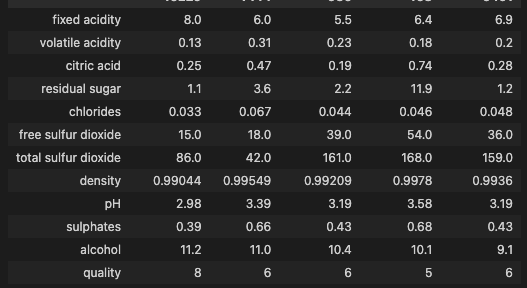 fixed acidity 8.0 6.0 5.5 6.4 6.9
volatile acidity 0.13 0.31 0.23 0.18 0.2
citric acid 0.25 0.47 0.19 0.74 0.28
residual sugar 1.1 3.6 2.2 11.9 1.2
chlorides 0.033 0.067 0.044 0.046 0.048
free sulfur dioxide 15.0 18.0 39.0 54.0 36.0
total sulfur dioxide 86.0 42.0 161.0 168.0 159.0
density 0.99044 0.99549 0.99209 0.9978 0.9936
pH 2.98 3.39 3.19 3.58 3.19
sulphates 0.39 0.66 0.43 0.68 0.43
alcohol 11.2 11.0 10.4 10.1 9.1
quality 8 6 6 5 6